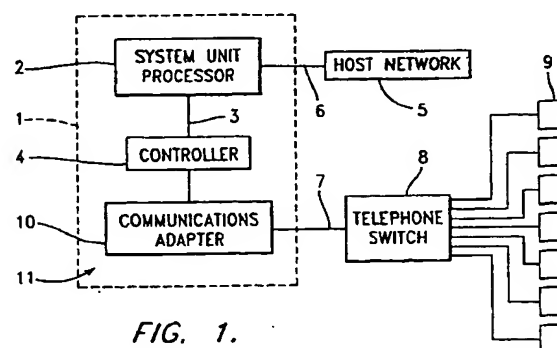 2
SYSTEM UNIT
PROCESSOR
HOST NETWORK
9
6
5
1
3
4
CONTROLLER
8
10
COMMUNICATIONS
ADAPTER
7
TELEPHONE
SWITCH
11
FIG. 1.